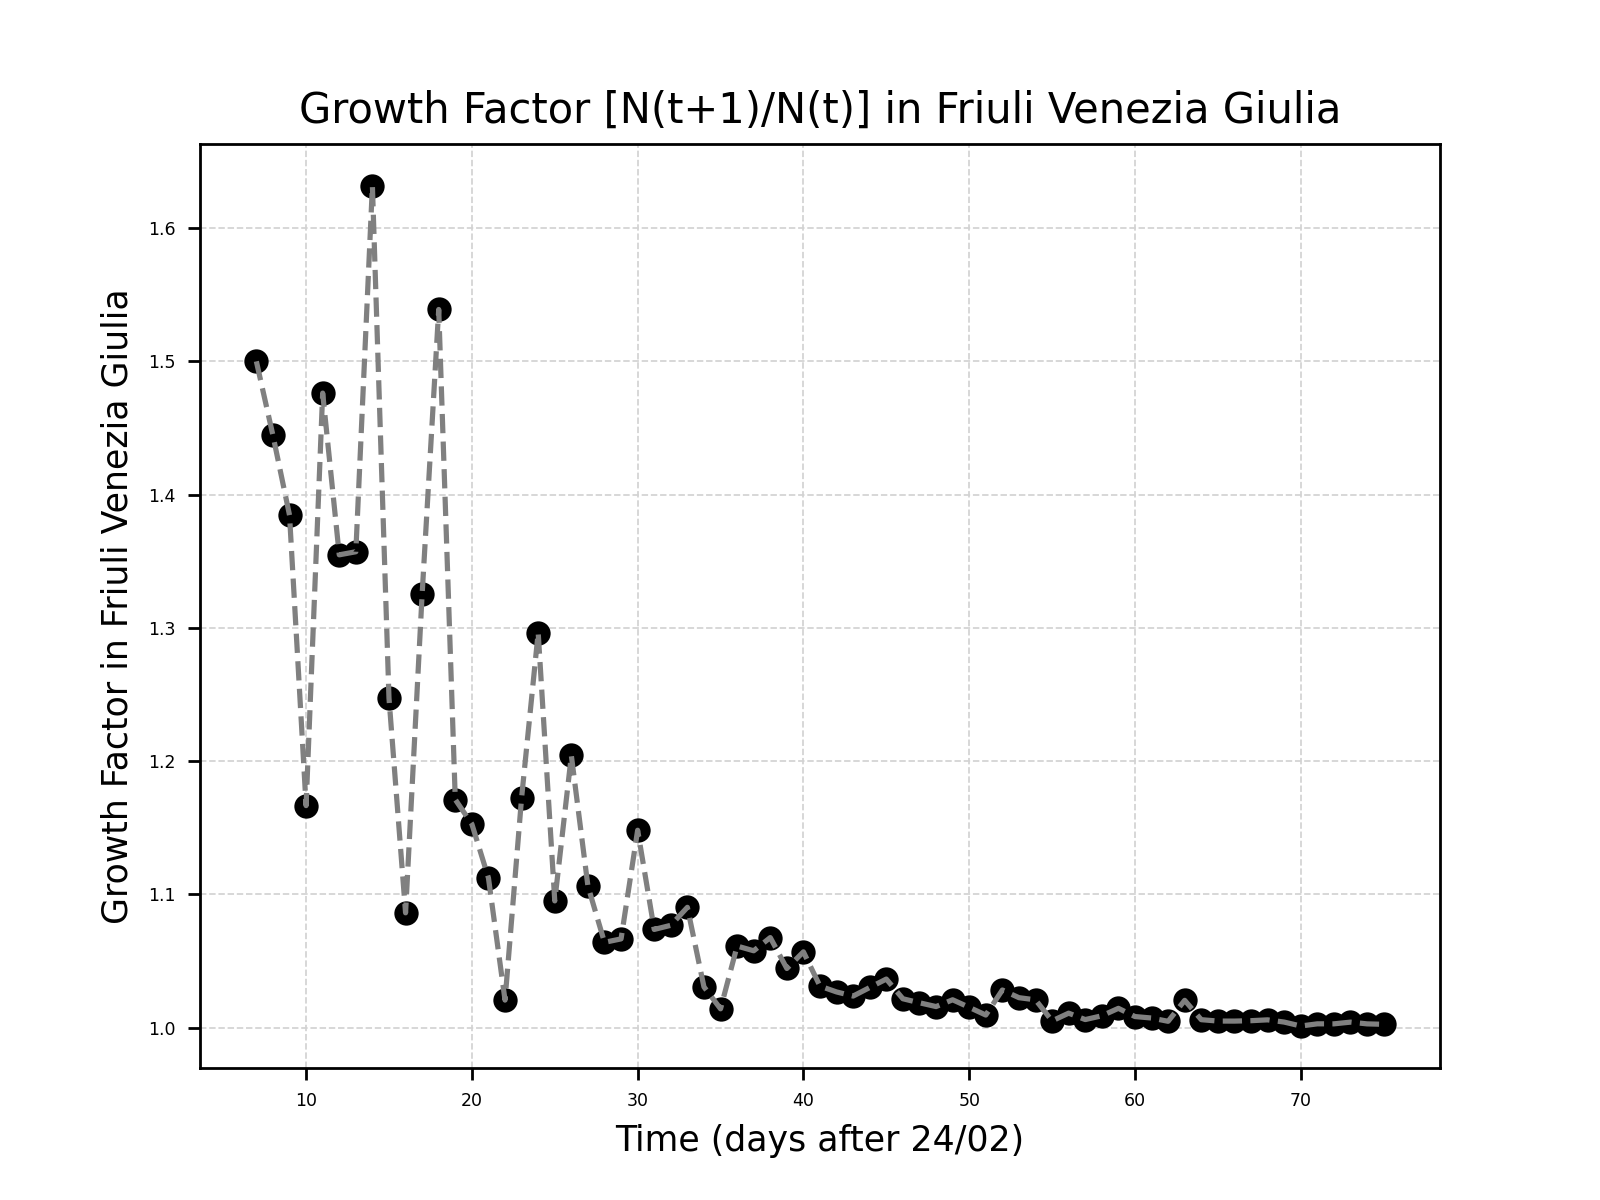 Growth Factor [N(t+1)/N(t)] in Friuli Venezia Giulia
Growth Factor in Friuli Venezia Giulia
1.6
1.5
1.4
1.3
1.2
1.1
1.0
10 20 30 40 50 60 70
Time (days after 24/02)